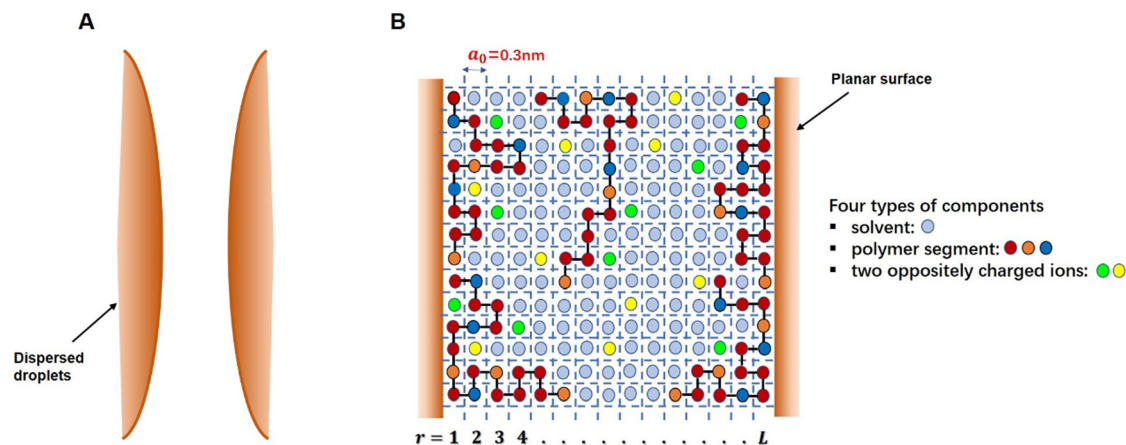 A
B
a₀=0.3nm
Planar surface
Four types of components
▪ solvent:
▪ polymer segment:
▪ two oppositely charged ions:
Dispersed
droplets
r = 1 2 3 4 . . . . . . . . . . L